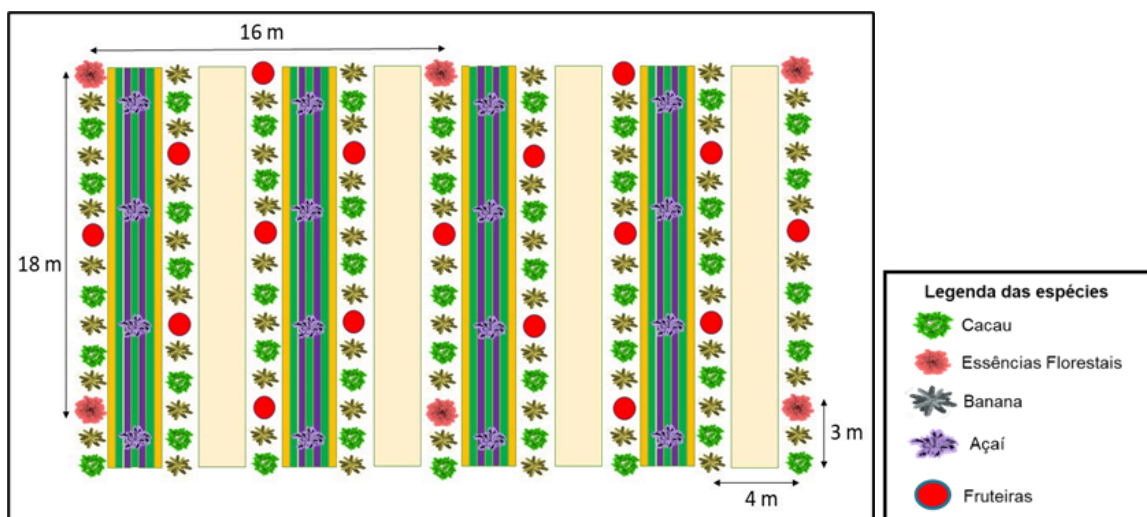 16 m
18 m
3 m
4 m
Legenda das espécies
Cacau
Essências Florestais
Banana
Açaí
Fruteiras